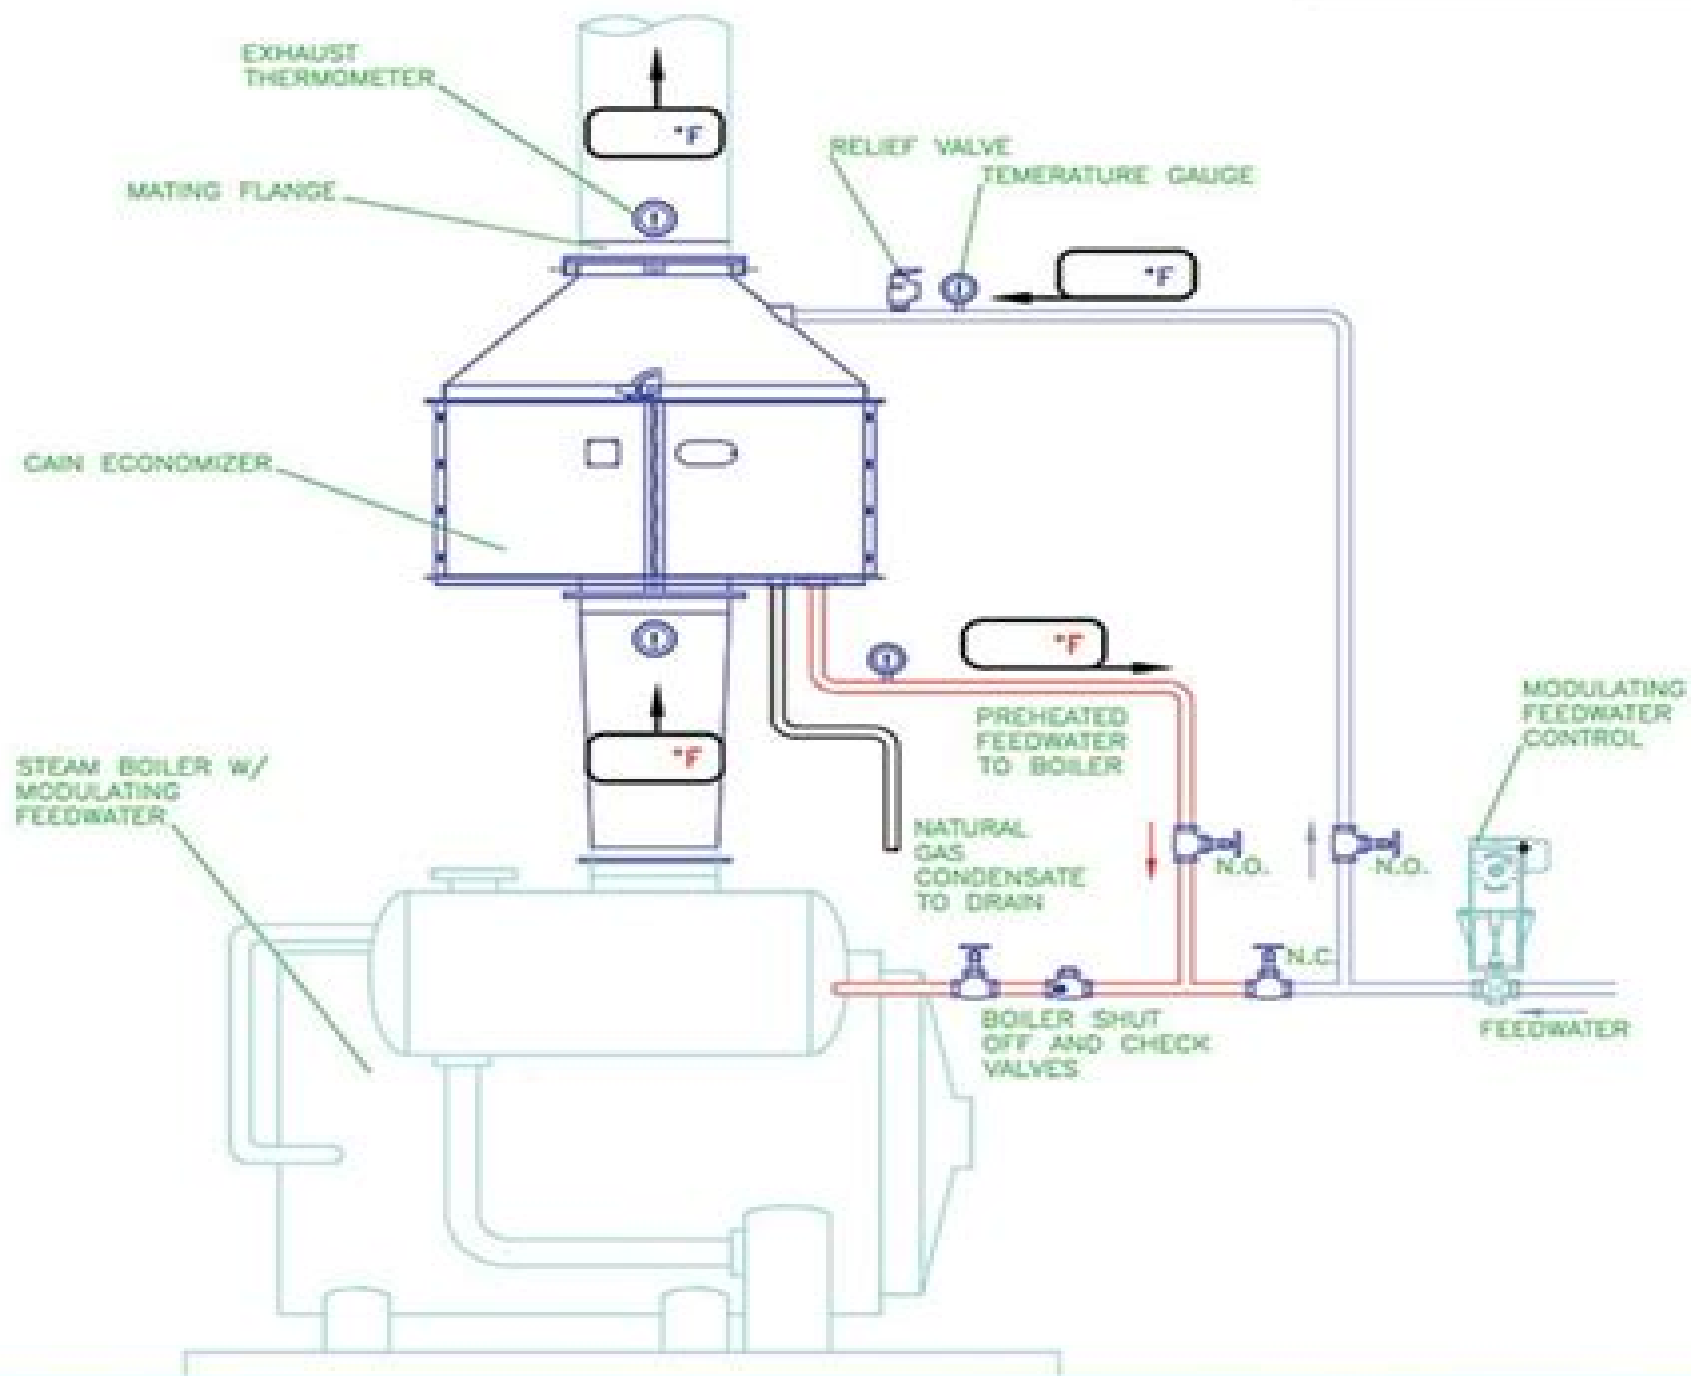 EXHAUST
THERMOMETER
°F
RELIEF VALVE
TEMERATURE GAUGE
MATING FLANGE
°F
CAIN ECONOMIZER
°F
MODULATING
FEEDWATER
CONTROL
PREHEATED
FEEDWATER
TO BOILER
°F
STEAM BOILER W/
MODULATING
FEEDWATER
NATURAL
GAS
CONDENSATE
TO DRAIN
N.O.
N.O.
N.C.
BOILER SHUT
OFF AND CHECK
VALVES
FEEDWATER